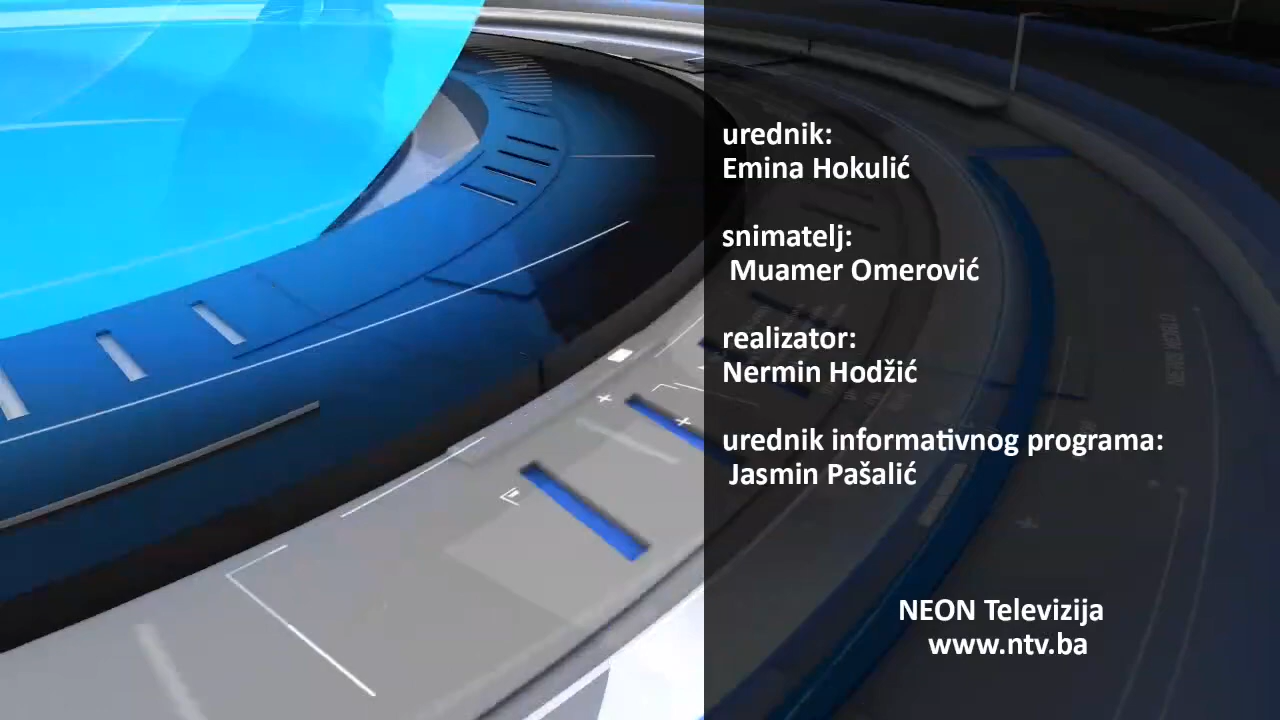 urednik:
Emina Hokulić
snimatelj:
Muamer Omerović
realizator:
Nermin Hodžić
urednik informativnog programa:
Jasmin Pašalić
NEON Televizija
www.ntv.ba